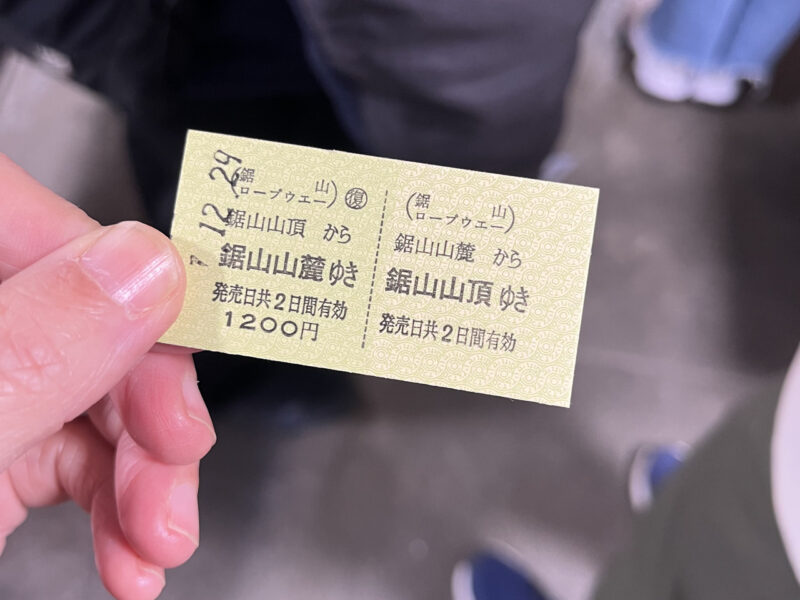 7.12.29
(鋸山
ロープウエー)
復
鋸山山頂 から
鋸山山麓 ゆき
発売日共2日間有効
1200円
(鋸山
ロープウエー)
鋸山山麓 から
鋸山山頂 ゆき
発売日共2日間有効